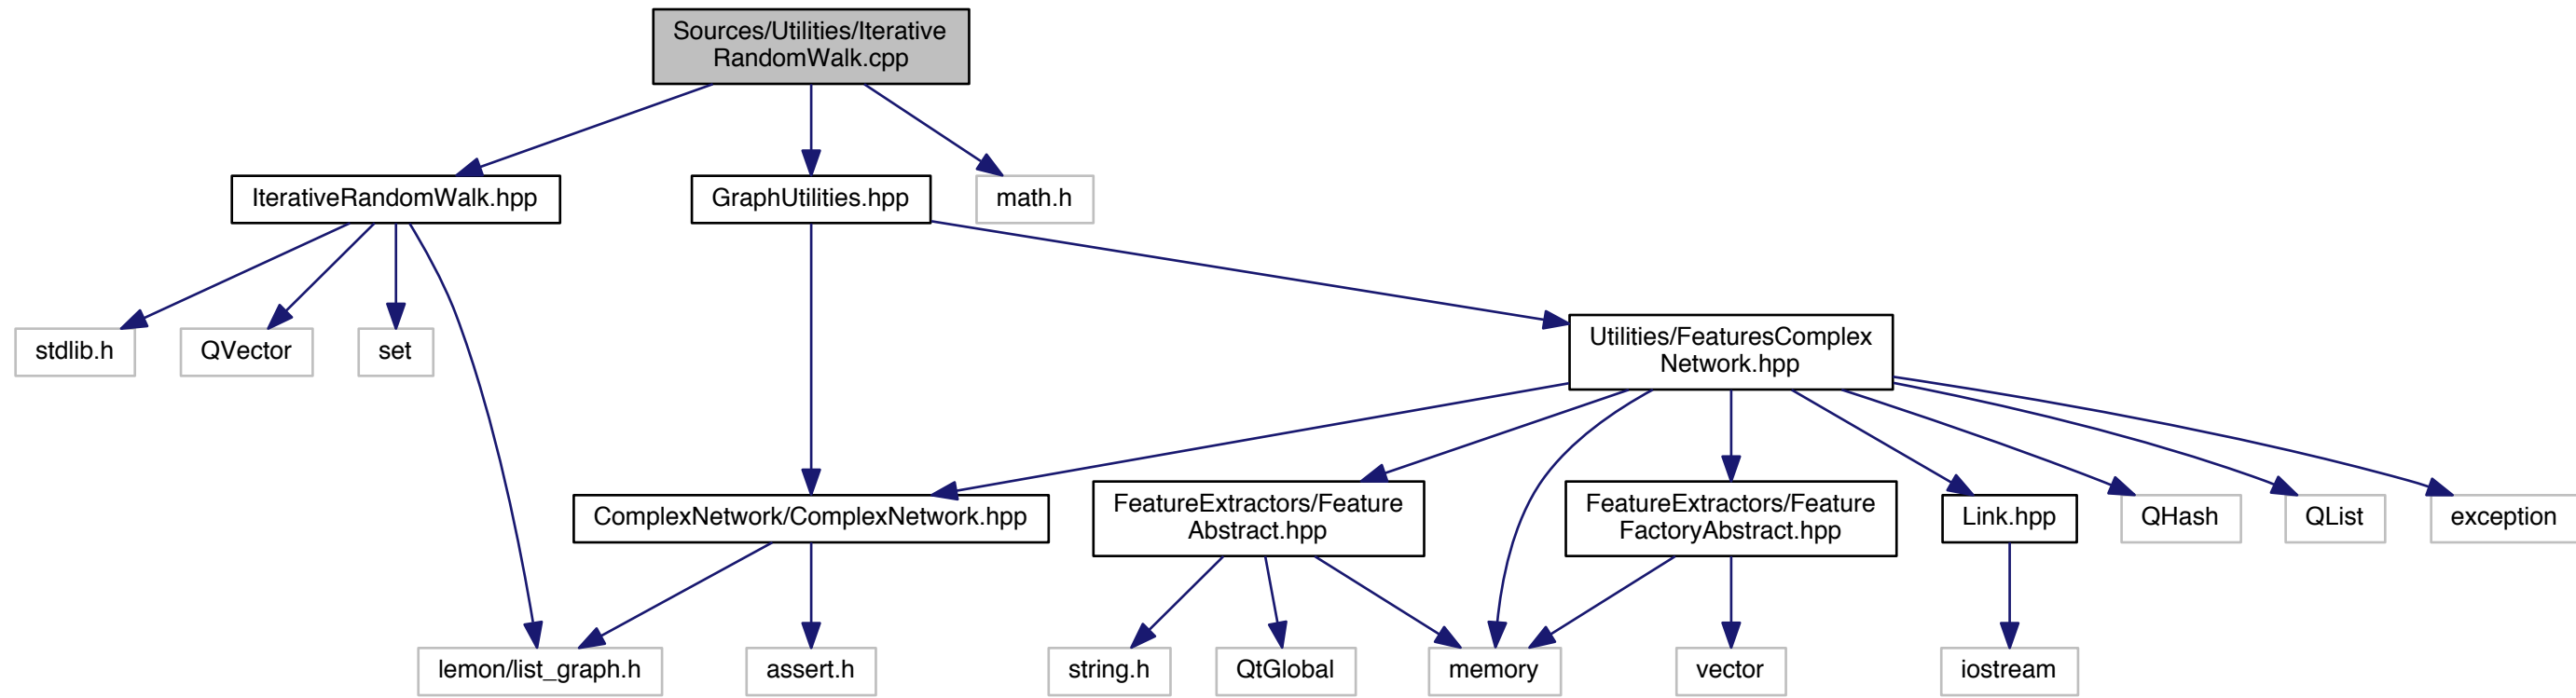 Sources/Utilities/Iterative
RandomWalk.cpp
IterativeRandomWalk.hpp
GraphUtilities.hpp
math.h
stdlib.h
QVector
set
Utilities/FeaturesComplex
Network.hpp
ComplexNetwork/ComplexNetwork.hpp
FeatureExtractors/Feature
Abstract.hpp
FeatureExtractors/Feature
FactoryAbstract.hpp
Link.hpp
QHash
QList
exception
lemon/list_graph.h
assert.h
string.h
QtGlobal
memory
vector
iostream